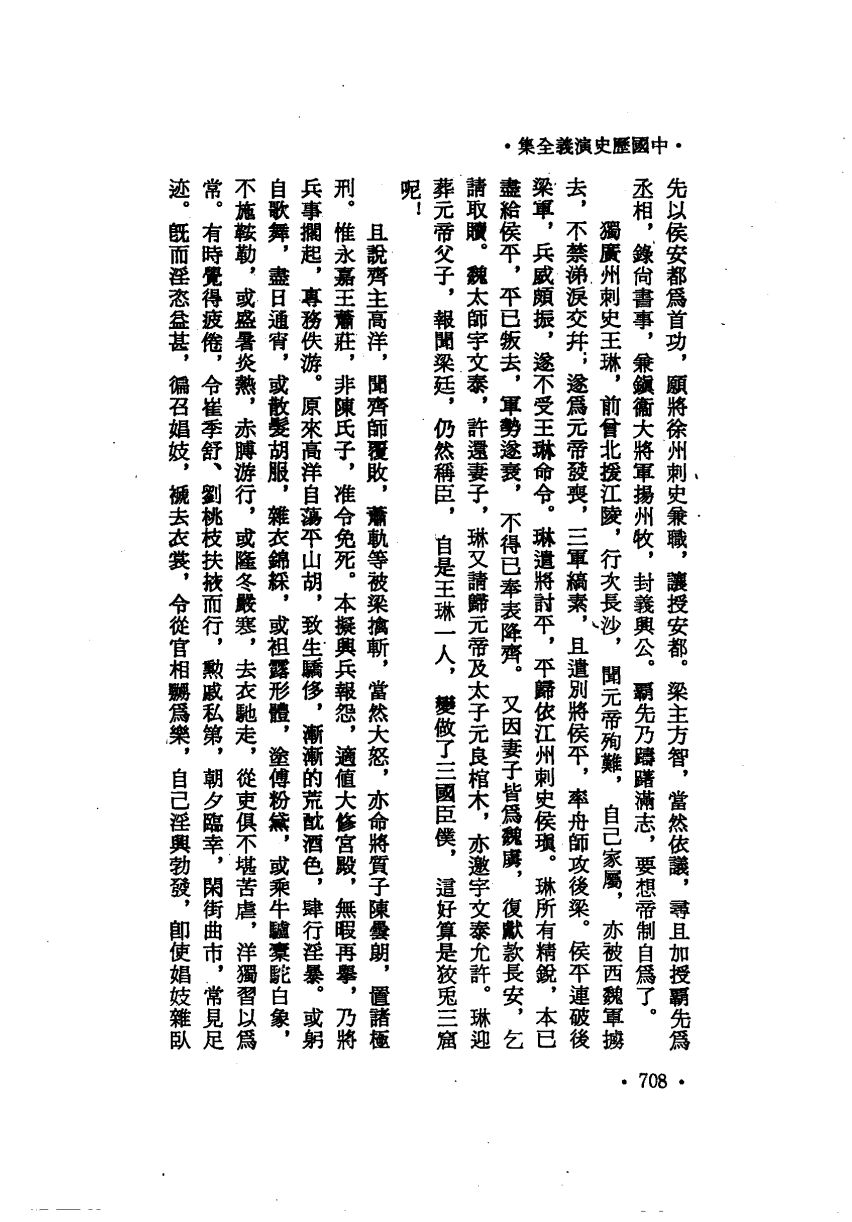 ·中國歷史演義全集·
先以侯安都爲首功，願將徐州刺史兼職，讓授安都。梁主方智，當然依議，尋且加授霸先爲
丞相，錄尚書事，兼鎭衞大將軍揚州牧，封義興公。霸先乃躊躇滿志，要想帝制自爲了。
獨廣州刺史王琳，前曾北援江陵，行次長沙，聞元帝殉難，自己家屬，亦被西魏軍擄
去，不禁涕淚交幷；遂爲元帝發喪，三軍縞素，且遣別將侯平，率舟師攻後梁。侯平連破後
梁軍，兵威頗振，遂不受王琳命令。琳遣將討平，平歸依江州刺史侯瑱。琳所有精銳，本已
盡給侯平，平已叛去，軍勢遂衰，不得已奉表降齊。又因妻子皆爲魏虜，復獻款長安，乞
請取贖。魏太師宇文泰，許還妻子，琳又請歸元帝及太子元良棺木，亦邀宇文泰允許。琳迎
葬元帝父子，報聞梁廷，仍然稱臣，自是王琳一人，變做了三國臣僕，這好算是狡兎三窟
呢！
且說齊主高洋，聞齊師覆敗，蕭軌等被梁擒斬，當然大怒，亦命將質子陳曇朗，置諸極
刑。惟永嘉王蕭莊，非陳氏子，准令免死。本擬興兵報怨，適値大修宮殿，無暇再擧，乃將
兵事擱起，專務佚游。原來高洋自蕩平山胡，致生驕侈，漸漸的荒酖酒色，肆行淫暴。或躬
自歌舞，盡日通宵，或散髮胡服，雜衣錦綵，或袒露形體，塗傅粉黛，或乘牛驢橐駝白象，
不施鞍勒，或盛暑炎熱，赤膊游行，或隆冬嚴寒，去衣馳走，從吏俱不堪苦虐，洋獨習以爲
常。有時覺得疲倦，令崔季舒、劉桃枝扶掖而行，勲戚私第，朝夕臨幸，閑街曲市，常見足
迹。旣而淫恣益甚，徧召娼妓，褫去衣裳，令從官相嬲爲樂，自己淫興勃發，卽使娼妓雜臥
·708·